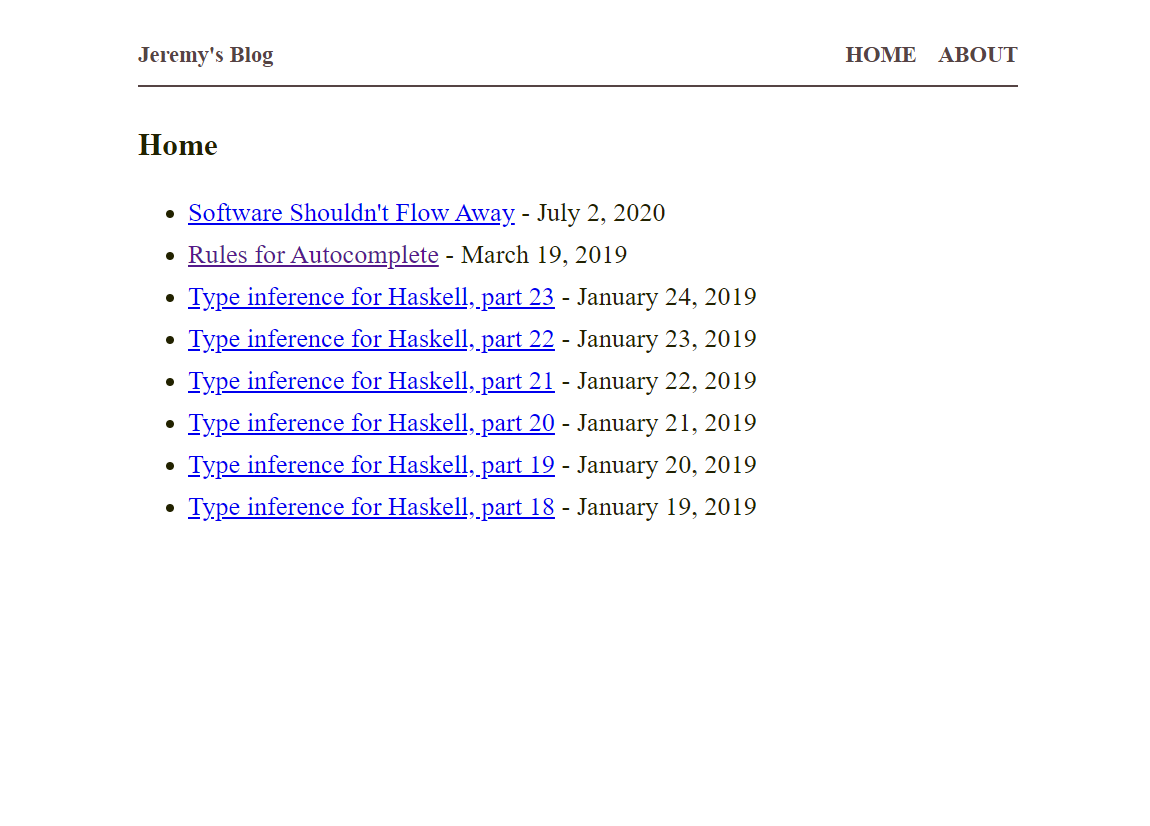 Jeremy's Blog HOME ABOUT
Home
Software Shouldn't Flow Away - July 2, 2020
Rules for Autocomplete - March 19, 2019
Type inference for Haskell, part 23 - January 24, 2019
Type inference for Haskell, part 22 - January 23, 2019
Type inference for Haskell, part 21 - January 22, 2019
Type inference for Haskell, part 20 - January 21, 2019
Type inference for Haskell, part 19 - January 20, 2019
Type inference for Haskell, part 18 - January 19, 2019